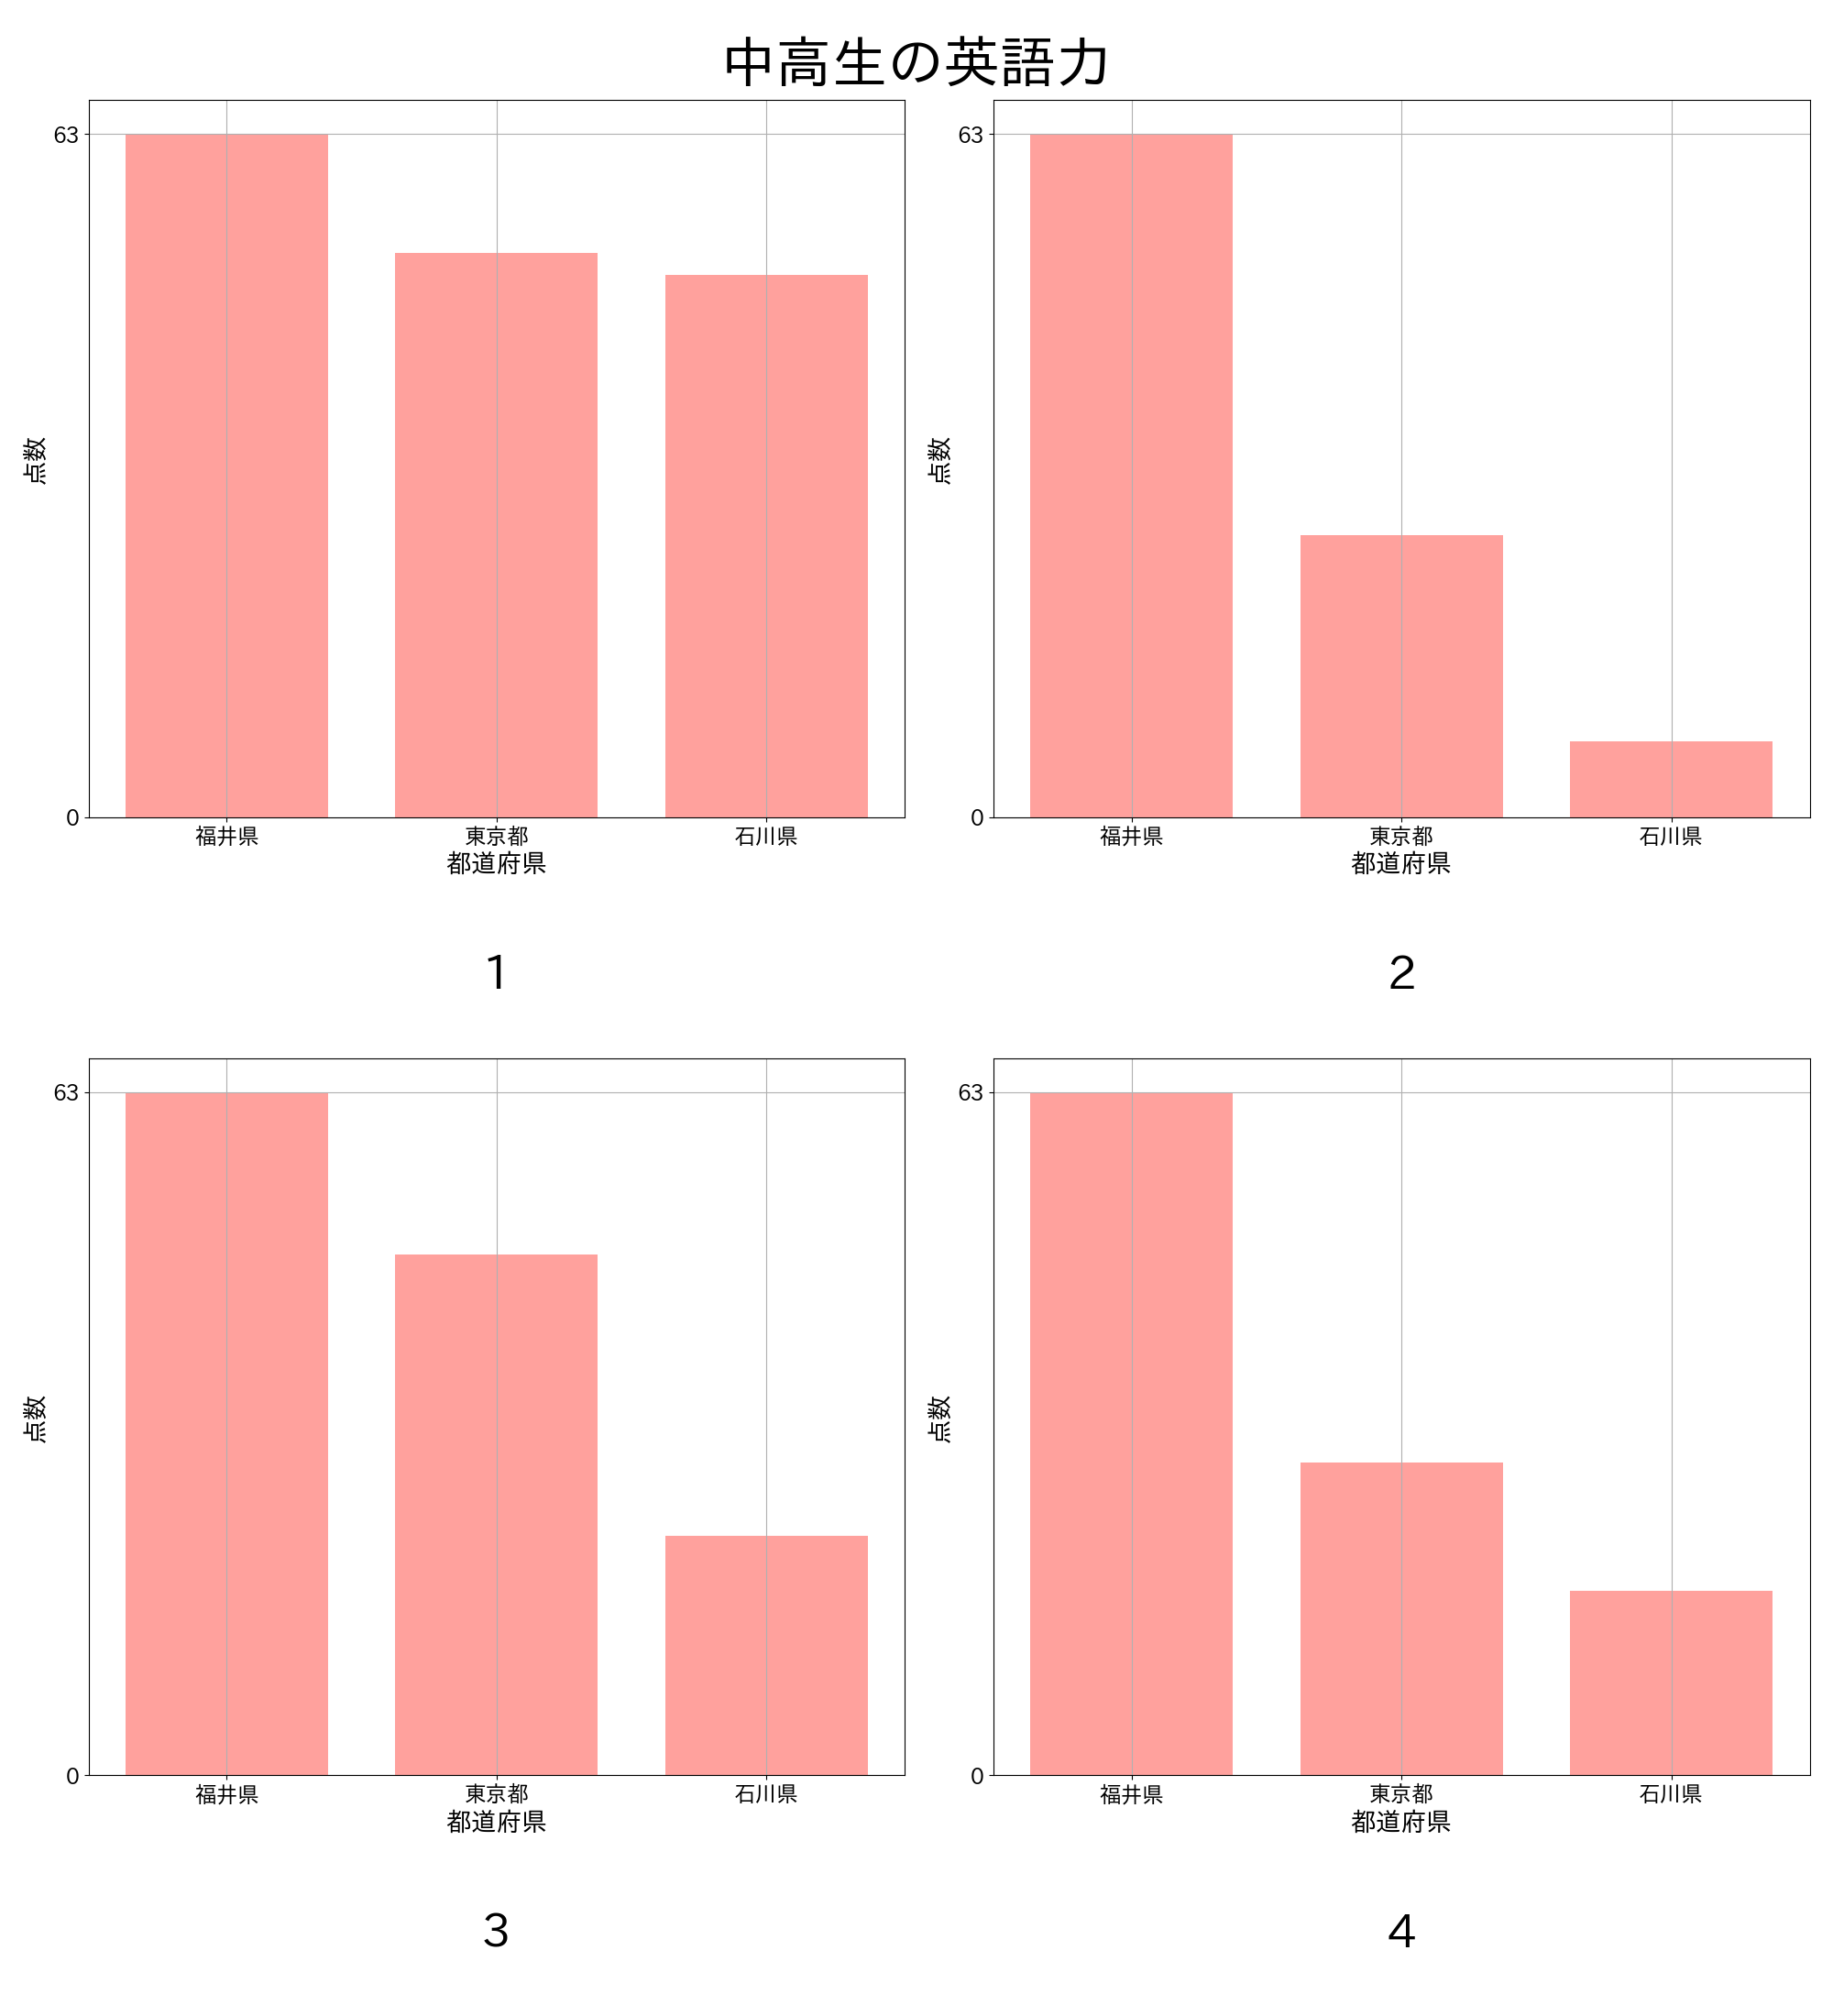 中高生の英語力
63
0
点数
福井県 東京都 石川県
都道府県
1
63
0
点数
福井県 東京都 石川県
都道府県
2
63
0
点数
福井県 東京都 石川県
都道府県
3
63
0
点数
福井県 東京都 石川県
都道府県
4